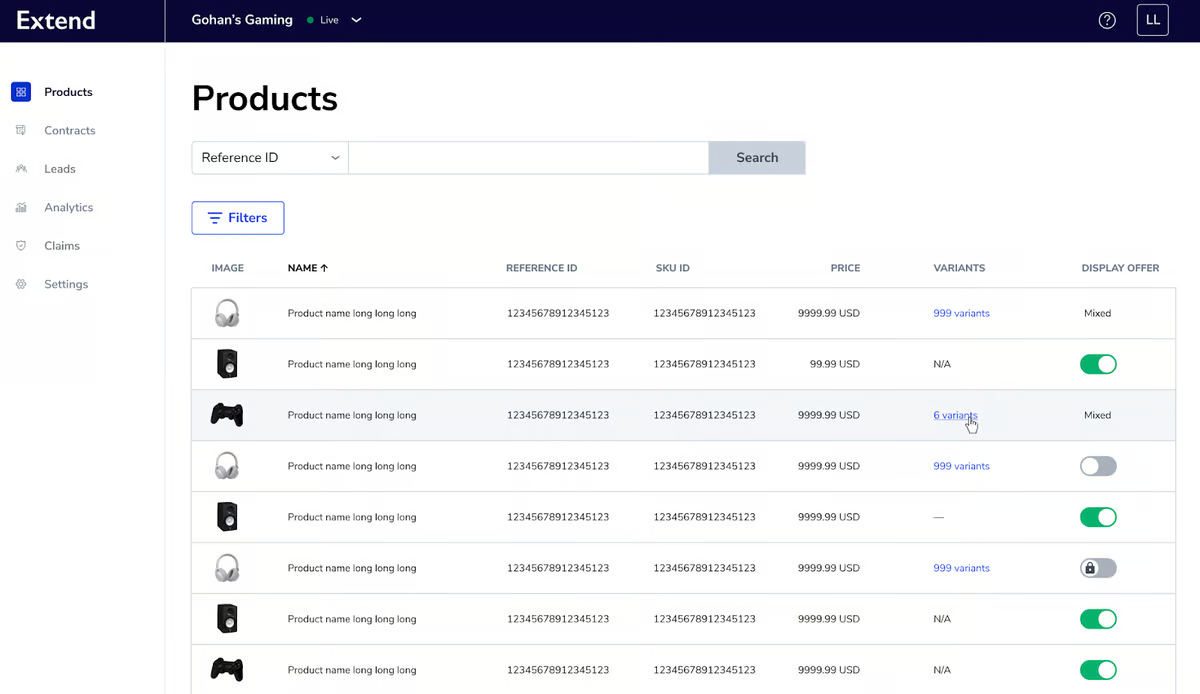 Extend
Gohan's Gaming Live
LL
Products
Contracts
Leads
Analytics
Claims
Settings
Products
Reference ID Search
Filters
IMAGE NAME ↑ REFERENCE ID SKU ID PRICE VARIANTS DISPLAY OFFER
Product name long long long 12345678912345123 12345678912345123 9999.99 USD 999 variants Mixed
Product name long long long 12345678912345123 12345678912345123 99.99 USD N/A
Product name long long long 12345678912345123 12345678912345123 9999.99 USD 6 variants Mixed
Product name long long long 12345678912345123 12345678912345123 9999.99 USD 999 variants
Product name long long long 12345678912345123 12345678912345123 9999.99 USD —
Product name long long long 12345678912345123 12345678912345123 9999.99 USD 999 variants
Product name long long long 12345678912345123 12345678912345123 9999.99 USD N/A
Product name long long long 12345678912345123 12345678912345123 9999.99 USD N/A